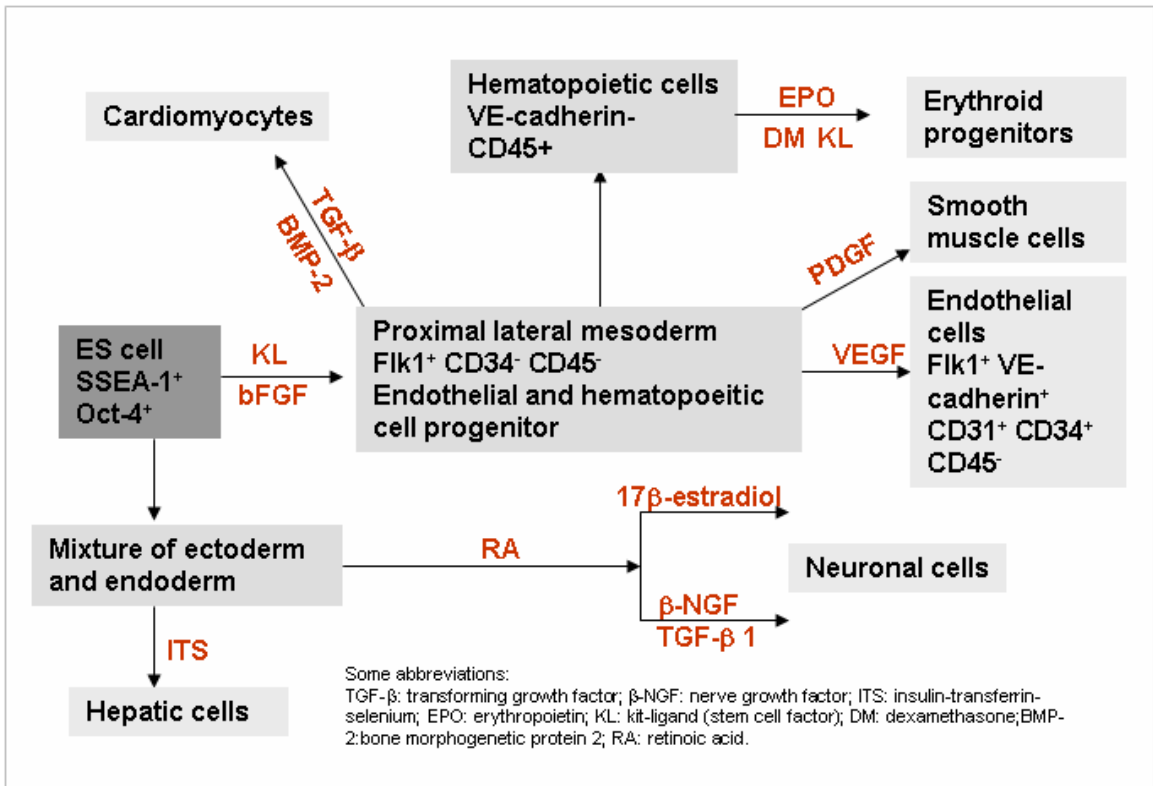 Cardiomyocytes
Hematopoietic cells
VE-cadherin-
CD45+
EPO
DM KL
Erythroid
progenitors
TGF-β
BMP-2
Smooth
muscle cells
PDGF
ES cell
SSEA-1⁺
Oct-4⁺
KL
bFGF
Proximal lateral mesoderm
Flk1⁺ CD34⁻ CD45⁻
Endothelial and hematopoeitic
cell progenitor
VEGF
Endothelial
cells
Flk1⁺ VE-
cadherin⁺
CD31⁺ CD34⁺
CD45⁻
Mixture of ectoderm
and endoderm
RA
17β-estradiol
β-NGF
TGF-β 1
Neuronal cells
ITS
Hepatic cells
Some abbreviations:
TGF-β: transforming growth factor; β-NGF: nerve growth factor; ITS: insulin-transferrin-
selenium; EPO: erythropoietin; KL: kit-ligand (stem cell factor); DM: dexamethasone;BMP-
2:bone morphogenetic protein 2; RA: retinoic acid.